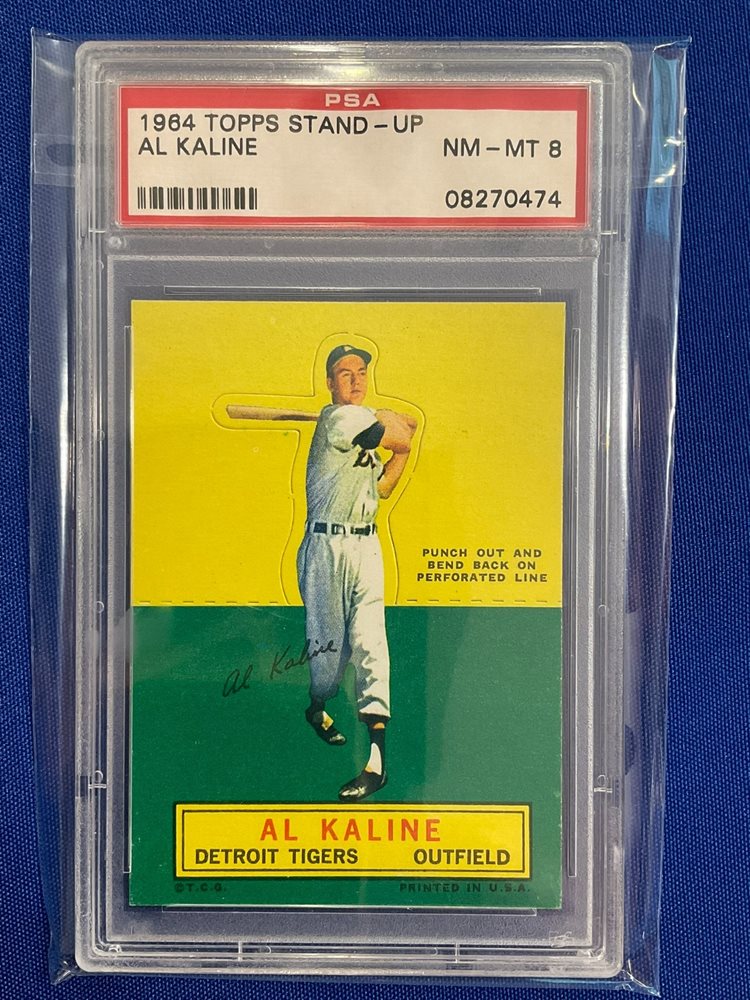 PSA
1964 TOPPS STAND-UP
AL KALINE NM-MT 8
08270474
PUNCH OUT AND
BEND BACK ON
PERFORATED LINE
Al Kaline
AL KALINE
DETROIT TIGERS OUTFIELD
©T.C.G. PRINTED IN U.S.A.